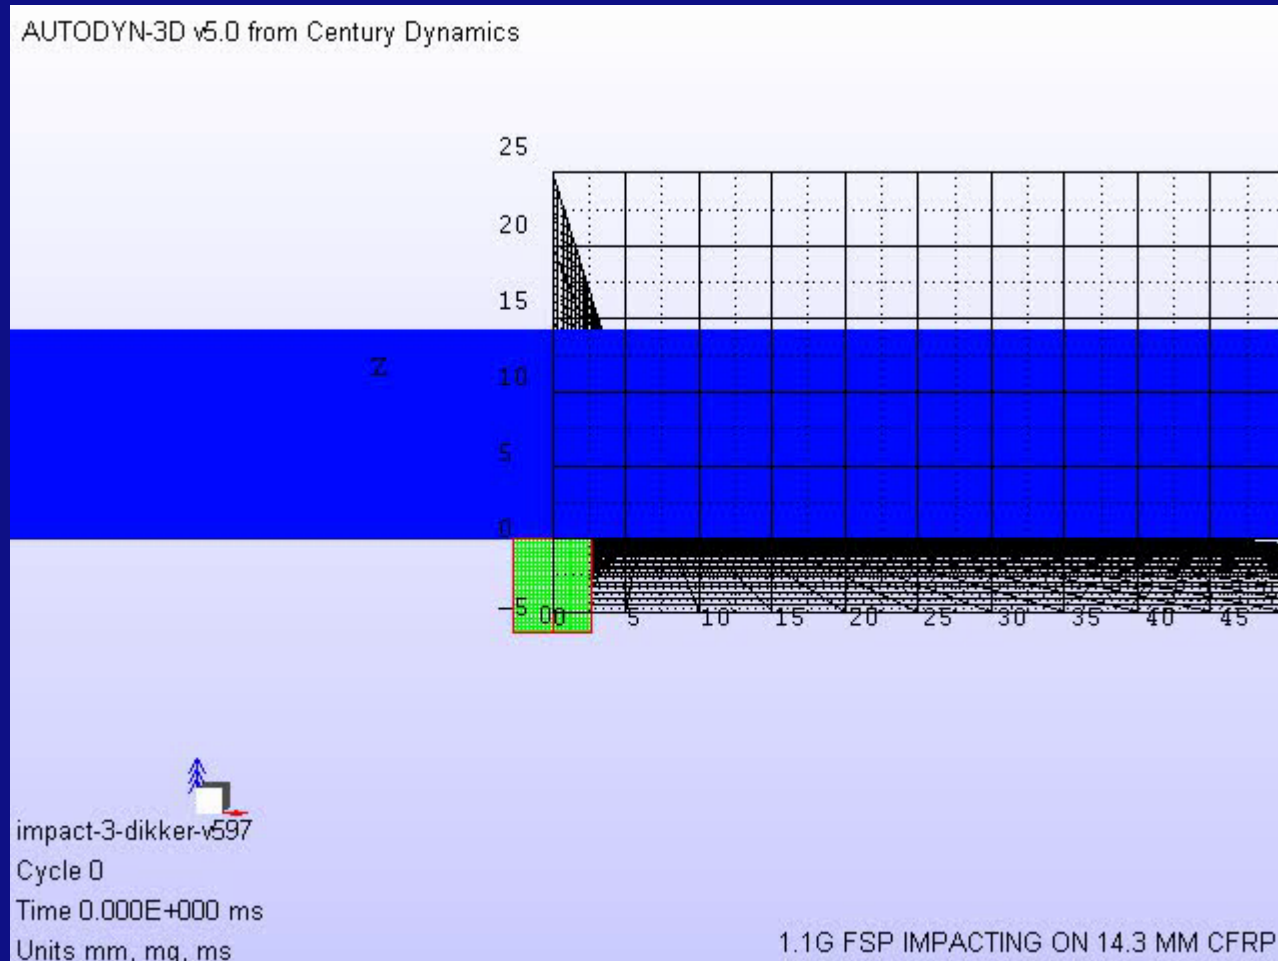 AUTODYN-3D v5.0 from Century Dynamics
25
20
15
Z
10
5
0
-5 00 5 10 15 20 25 30 35 40 45
impact-3-dikker-v597
Cycle 0
Time 0.000E+000 ms
Units mm, mg, ms
1.1G FSP IMPACTING ON 14.3 MM CFRP